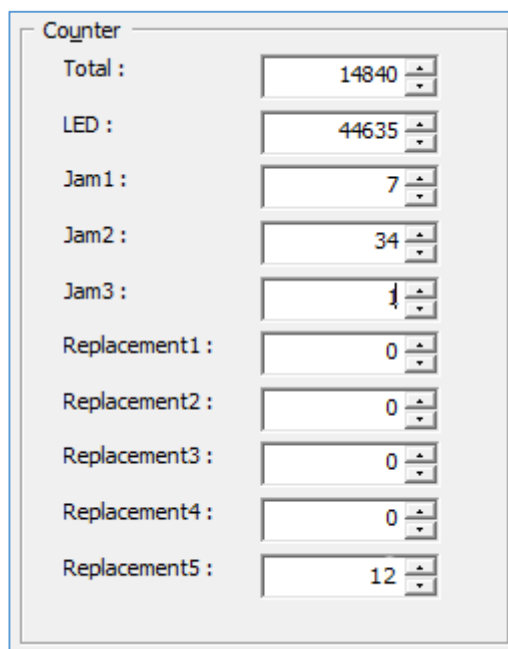 Counter
Total : 14840
LED : 44635
Jam1 : 7
Jam2 : 34
Jam3 : 1
Replacement1 : 0
Replacement2 : 0
Replacement3 : 0
Replacement4 : 0
Replacement5 : 12